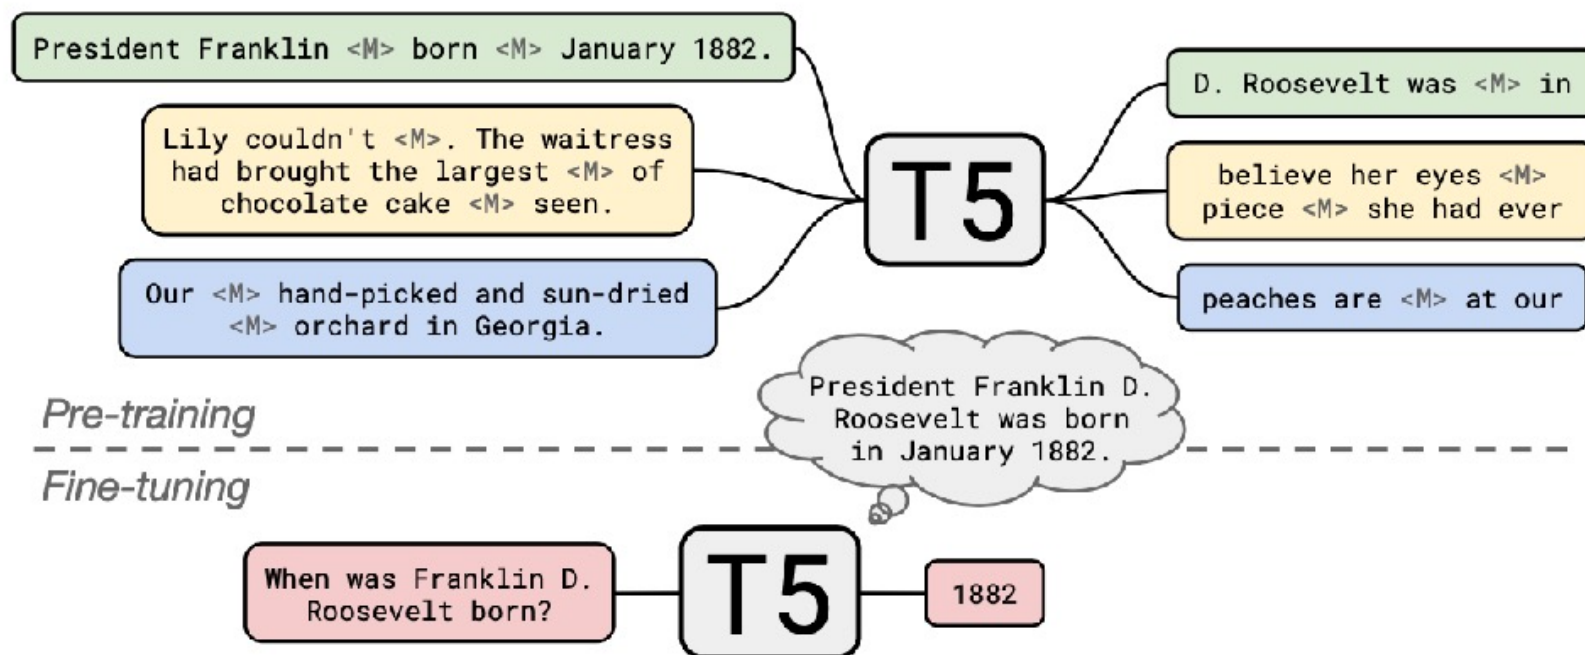 President Franklin <M> born <M> January 1882.
Lily couldn't <M>. The waitress
had brought the largest <M> of
chocolate cake <M> seen.
Our <M> hand-picked and sun-dried
<M> orchard in Georgia.
T5
D. Roosevelt was <M> in
believe her eyes <M>
piece <M> she had ever
peaches are <M> at our
Pre-training
President Franklin D.
Roosevelt was born
in January 1882.
Fine-tuning
When was Franklin D.
Roosevelt born?
T5
1882